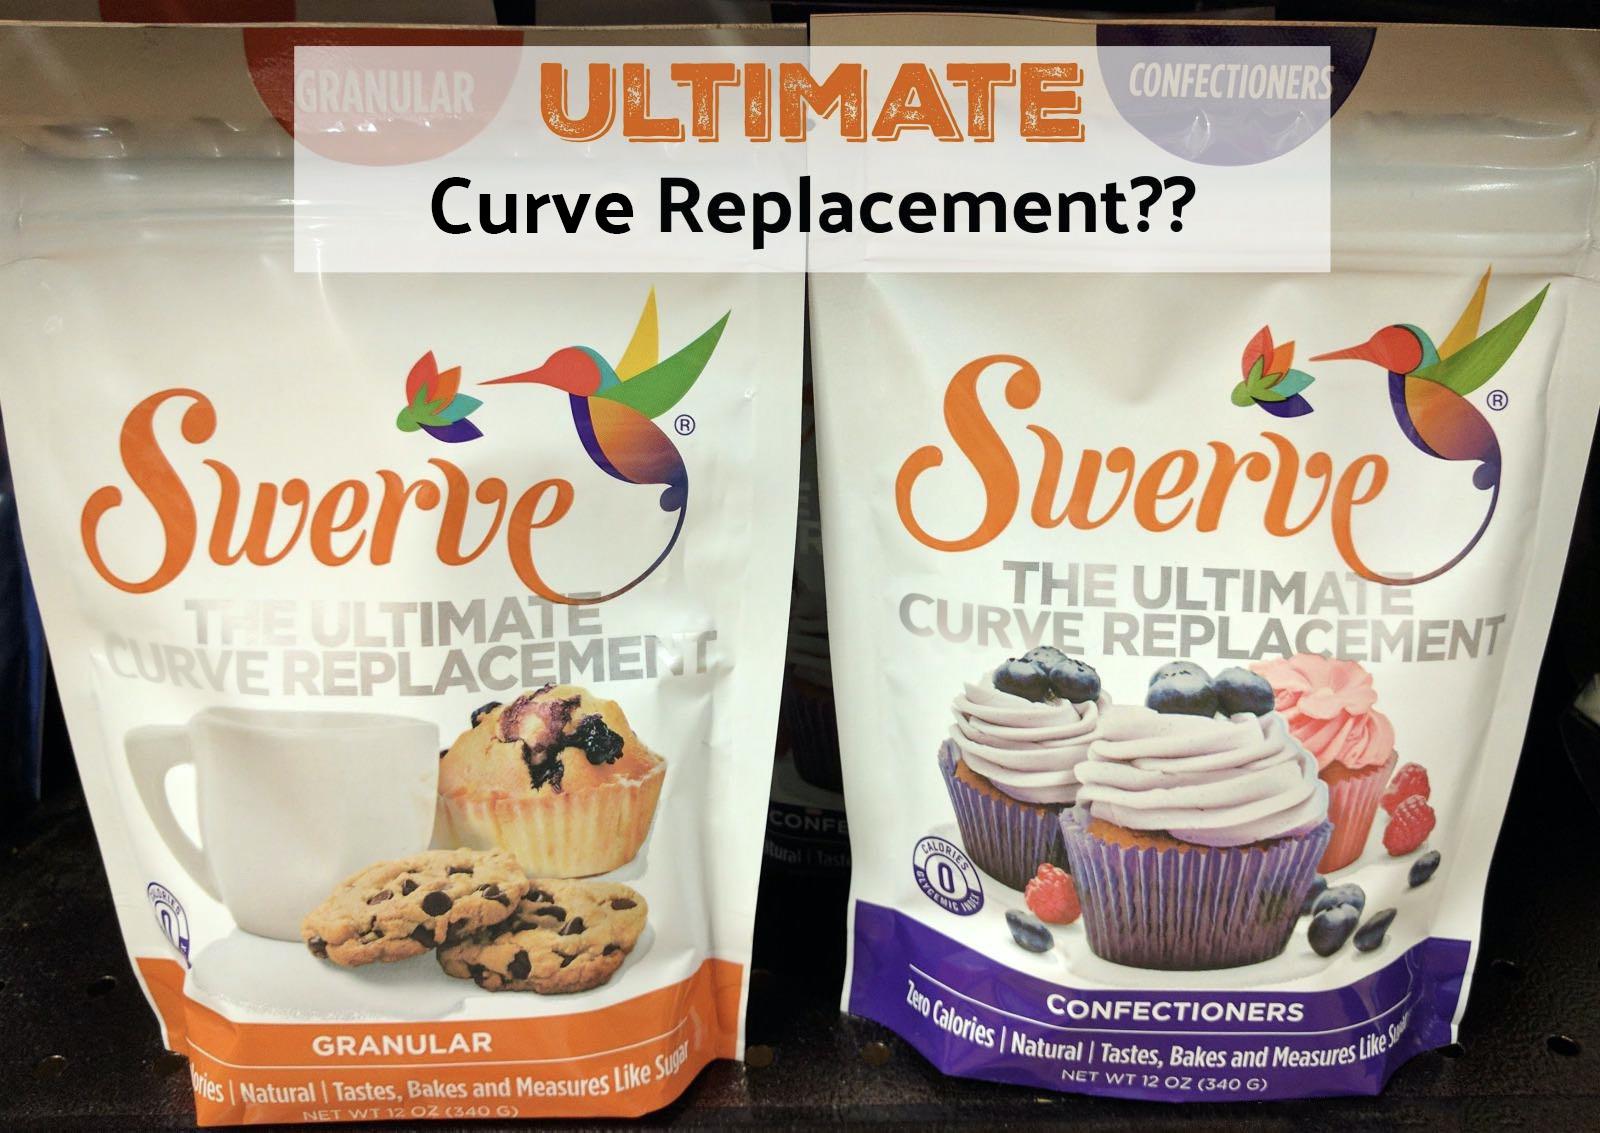 GRANULAR
ULTIMATE
CONFECTIONERS
Curve Replacement??
Swerve
®
THE ULTIMATE
CURVE REPLACEMENT
GRANULAR
Tastes, Bakes and Measures Like Sugar
Natural |
NET WT 12 OZ (340 G)
Swerve
®
THE ULTIMATE
CURVE REPLACEMENT
CALORIES
0
GLYCEMIC INDEX
CONFECTIONERS
Zero Calories | Natural | Tastes, Bakes and Measures Like
NET WT 12 OZ (340 G)